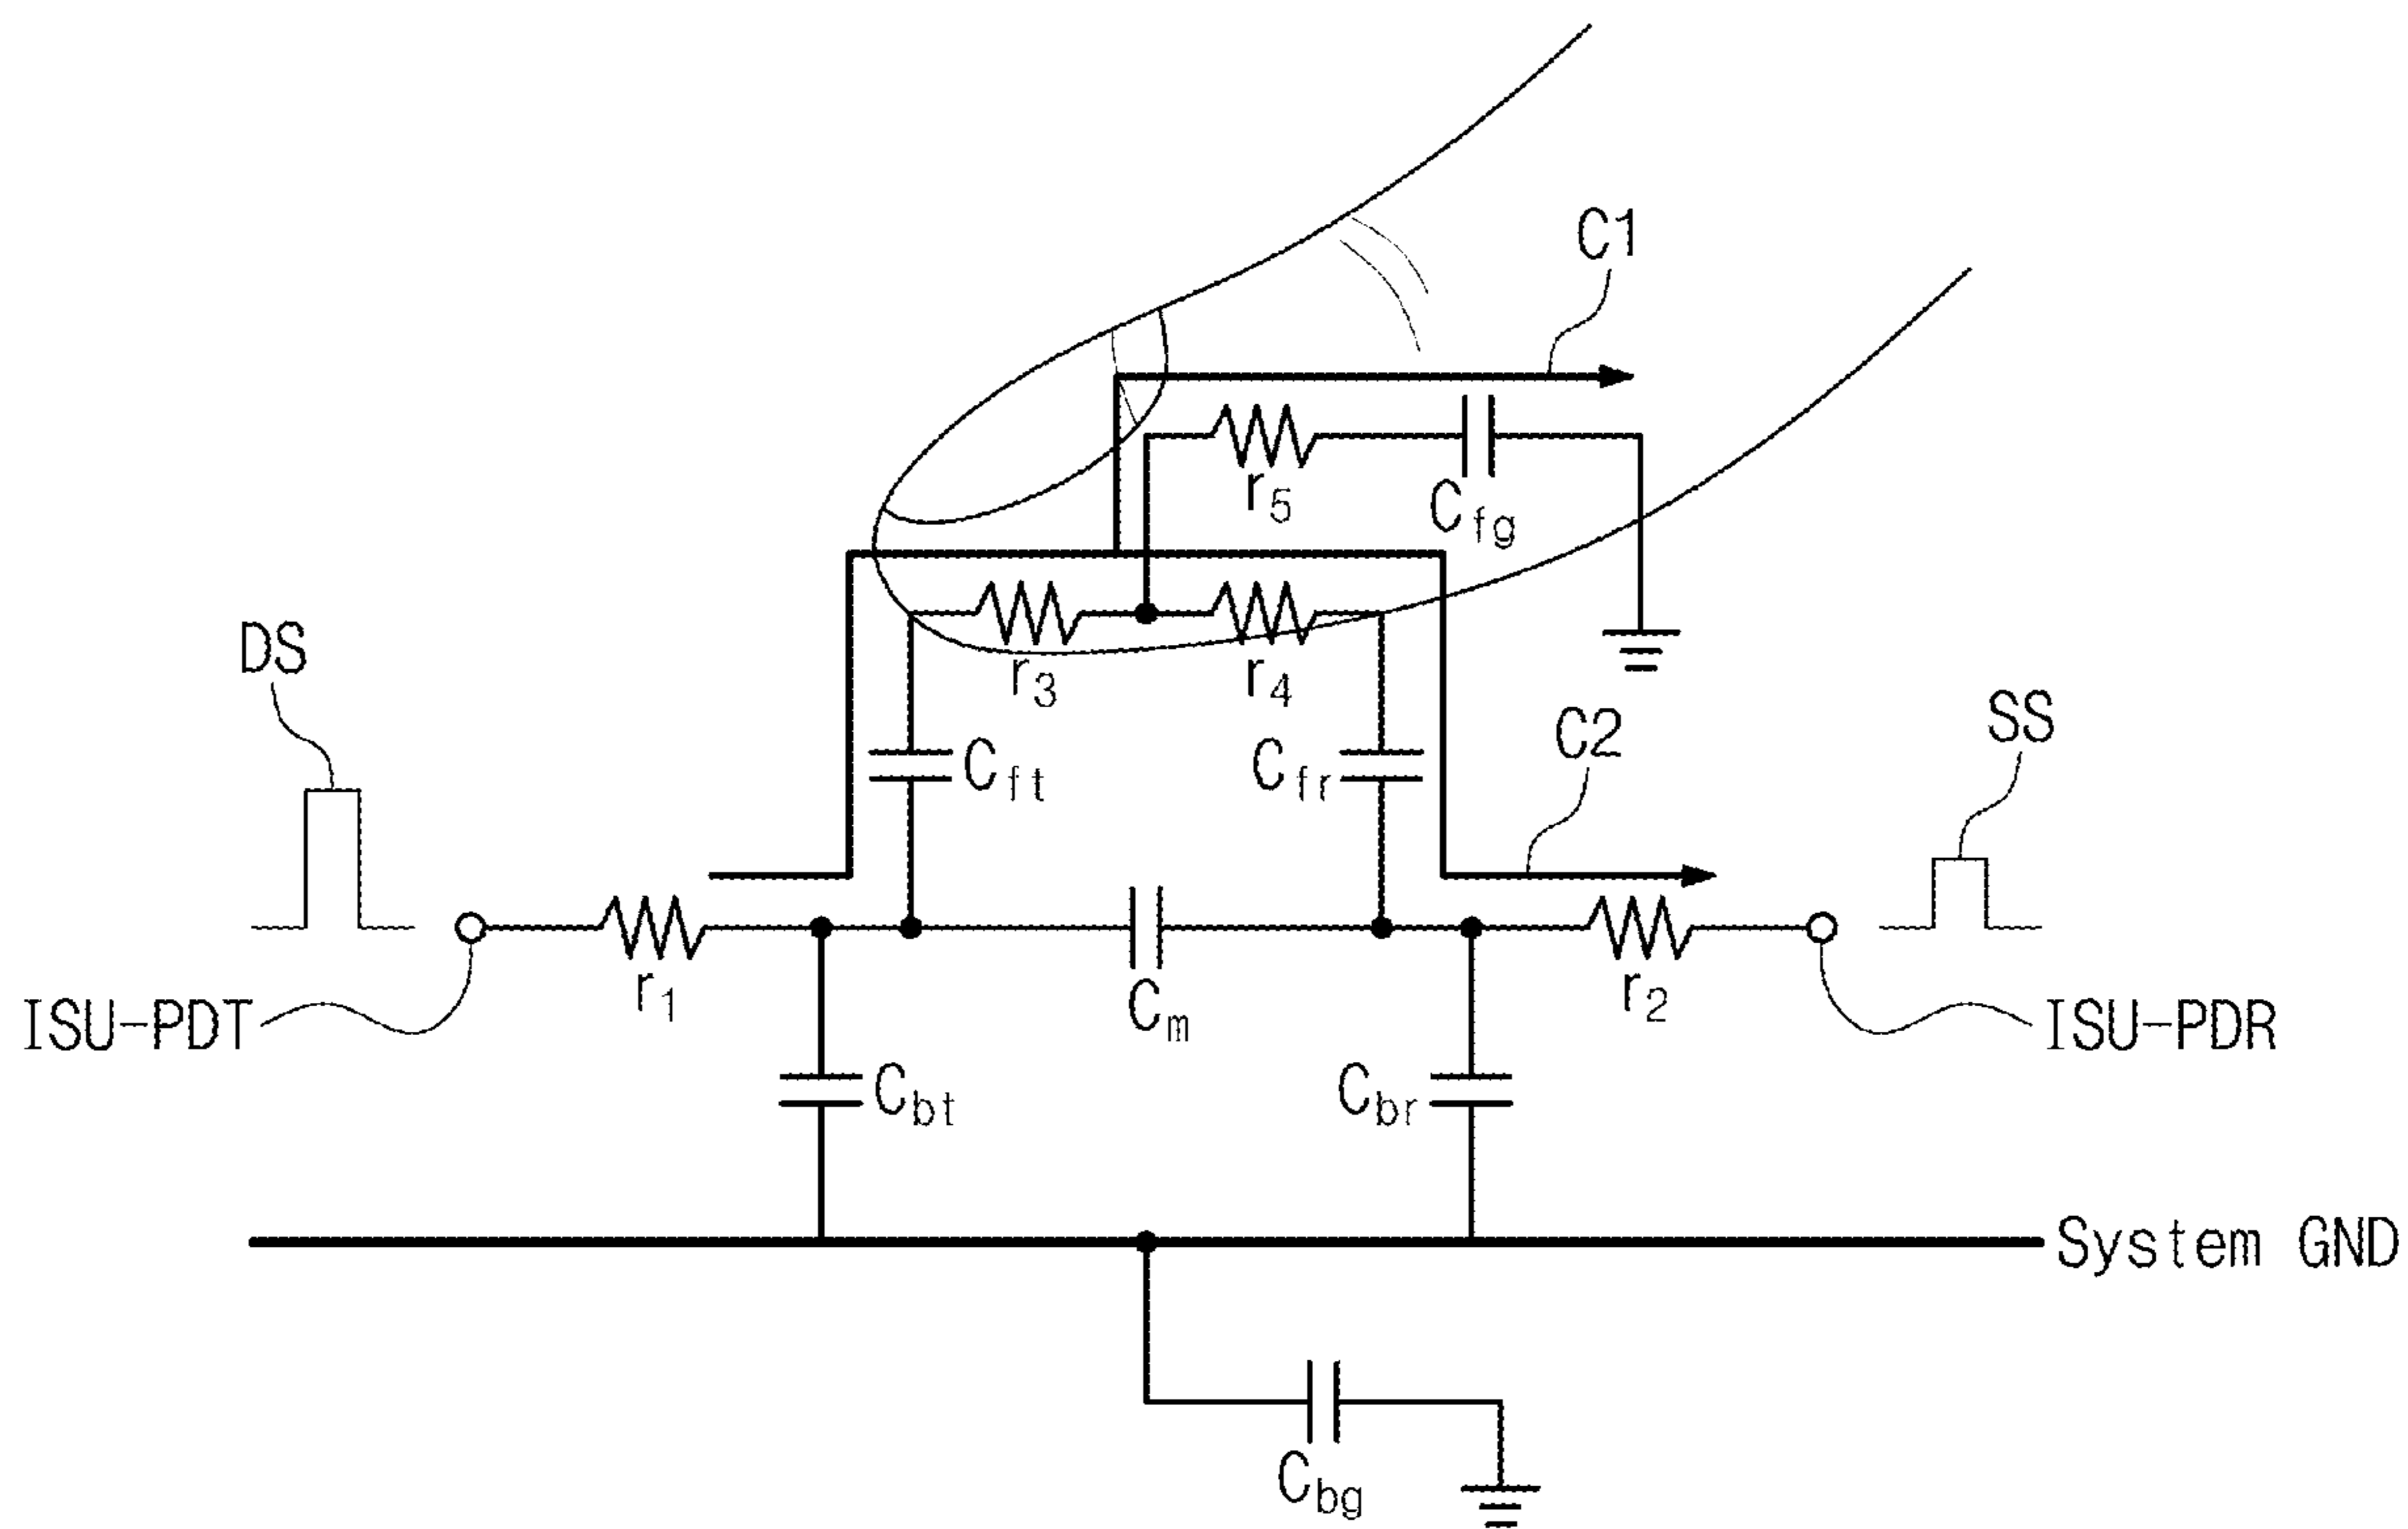 C1
r5
Cfg
DS
r3
r4
SS
C2
Cft
Cfr
r1
Cm
r2
ISU-PDT
ISU-PDR
Cbt
Cbr
System GND
Cbg